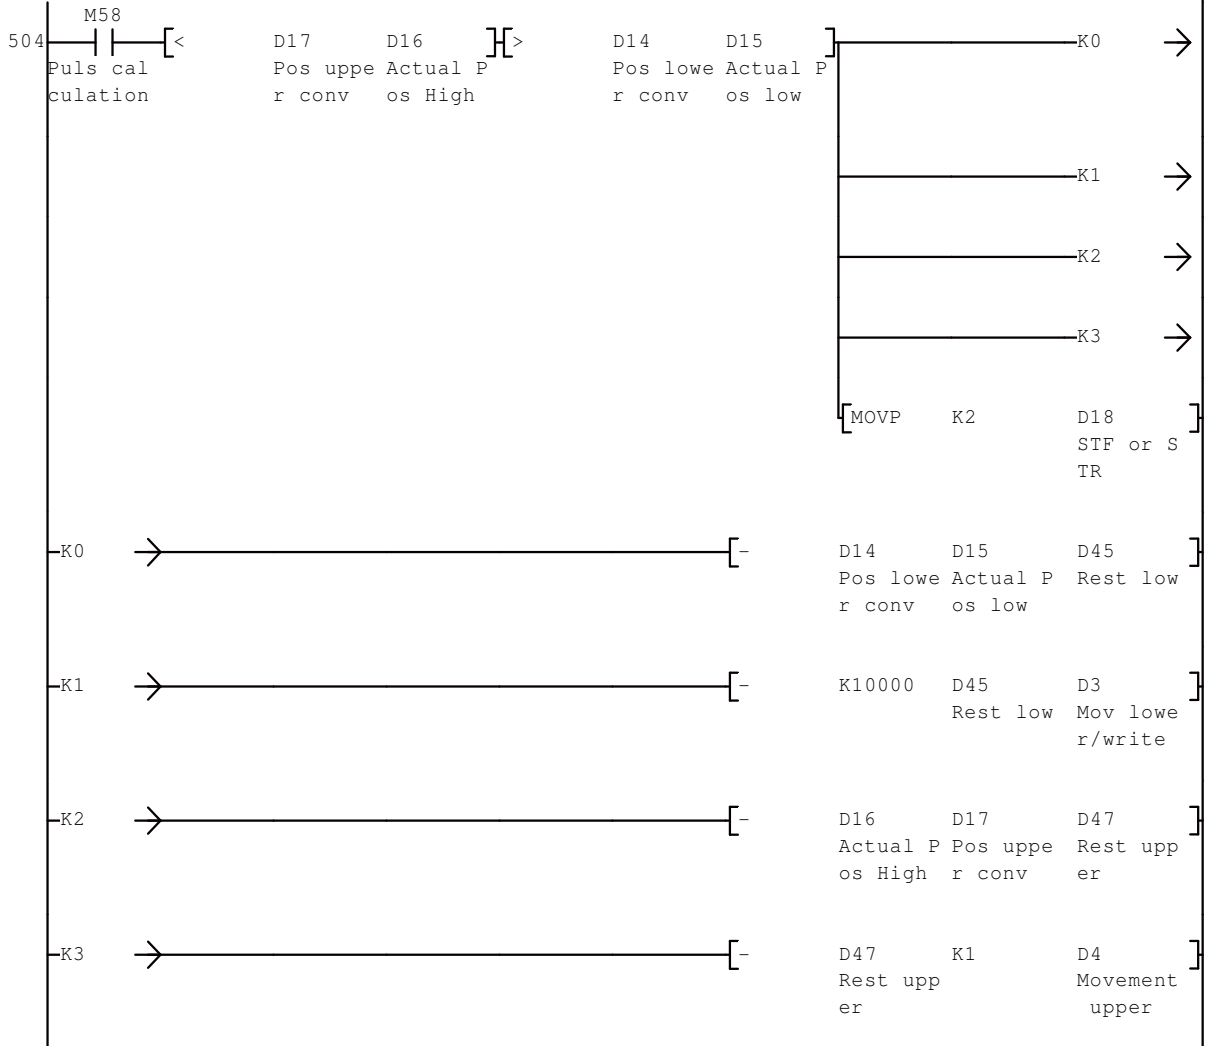 M58
504 < D17 D16 > D14 D15 K0
Puls cal Pos uppe Actual P Pos lowe Actual P
culation r conv os High r conv os low
K1
K2
K3
MOVP K2 D18
STF or S
TR
K0 - D14 D15 D45
Pos lowe Actual P Rest low
r conv os low
K1 - K10000 D45 D3
Rest low Mov lowe
r/write
K2 - D16 D17 D47
Actual P Pos uppe Rest upp
os High r conv er
K3 - D47 K1 D4
Rest upp Movement
er upper